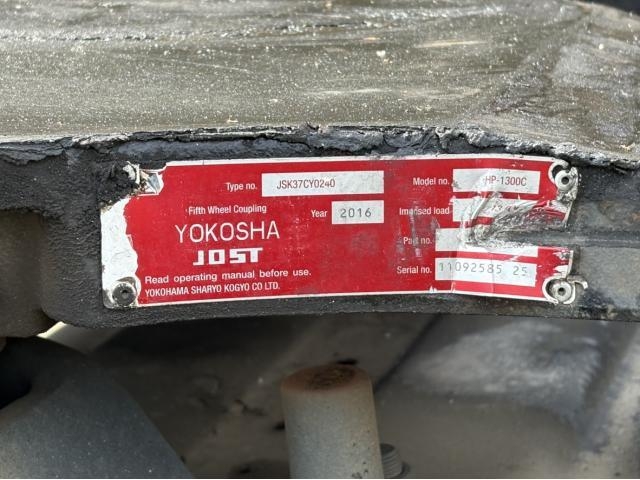 Type no. JSK37CY0240 Model no. HP-1300C
Fifth Wheel Coupling Year 2016 Imposed load
YOKOSHA Part no.
JOST Serial no. 11092585 25
Read operating manual before use.
YOKOHAMA SHARYO KOGYO CO LTD.